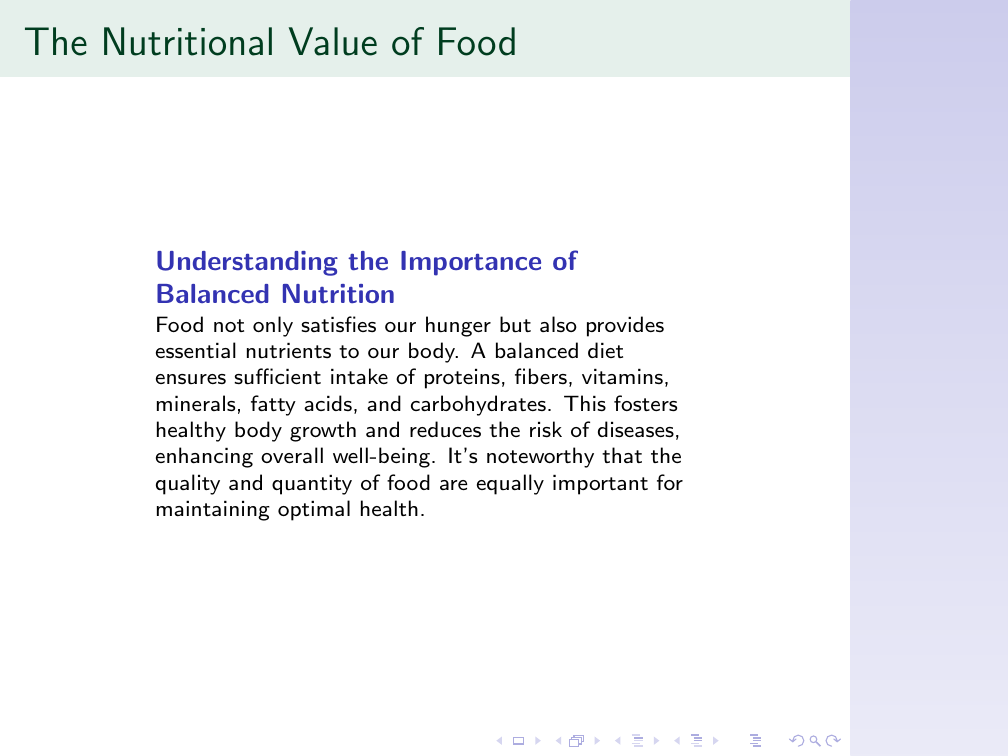 The Nutritional Value of Food
Understanding the Importance of
Balanced Nutrition
Food not only satisfies our hunger but also provides
essential nutrients to our body. A balanced diet
ensures sufficient intake of proteins, fibers, vitamins,
minerals, fatty acids, and carbohydrates. This fosters
healthy body growth and reduces the risk of diseases,
enhancing overall well-being. It's noteworthy that the
quality and quantity of food are equally important for
maintaining optimal health.